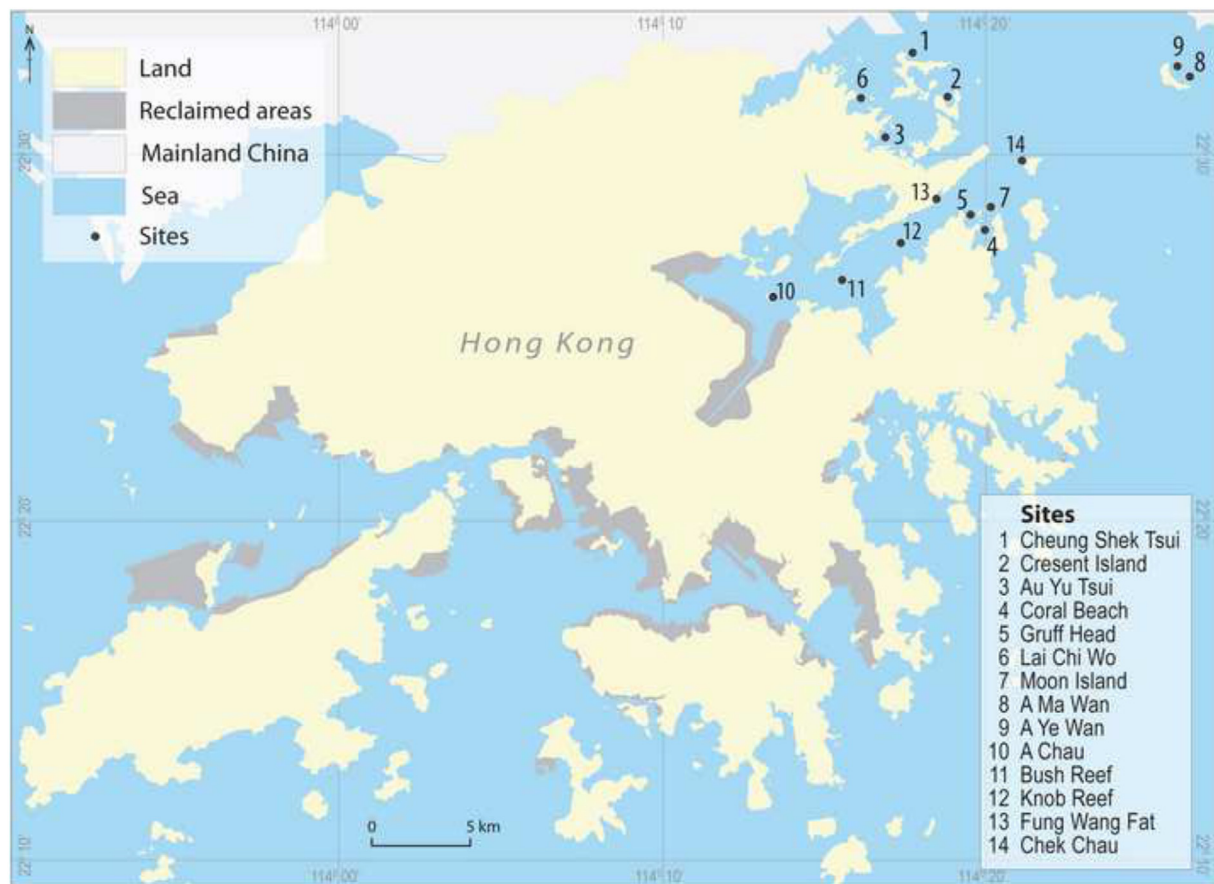 114° 00'
114° 10'
114° 20'
N
Land
Reclaimed areas
Mainland China
Sea
Sites
1
2
3
4
5
6
7
8
9
10
11
12
13
14
22° 30'
22° 30'
Hong Kong
22° 20'
22° 20'
Sites
1 Cheung Shek Tsui
2 Cresent Island
3 Au Yu Tsui
4 Coral Beach
5 Gruff Head
6 Lai Chi Wo
7 Moon Island
8 A Ma Wan
9 A Ye Wan
10 A Chau
11 Bush Reef
12 Knob Reef
13 Fung Wang Fat
14 Chek Chau
0 5 km
22° 10'
22° 10'
114° 00'
114° 10'
114° 20'